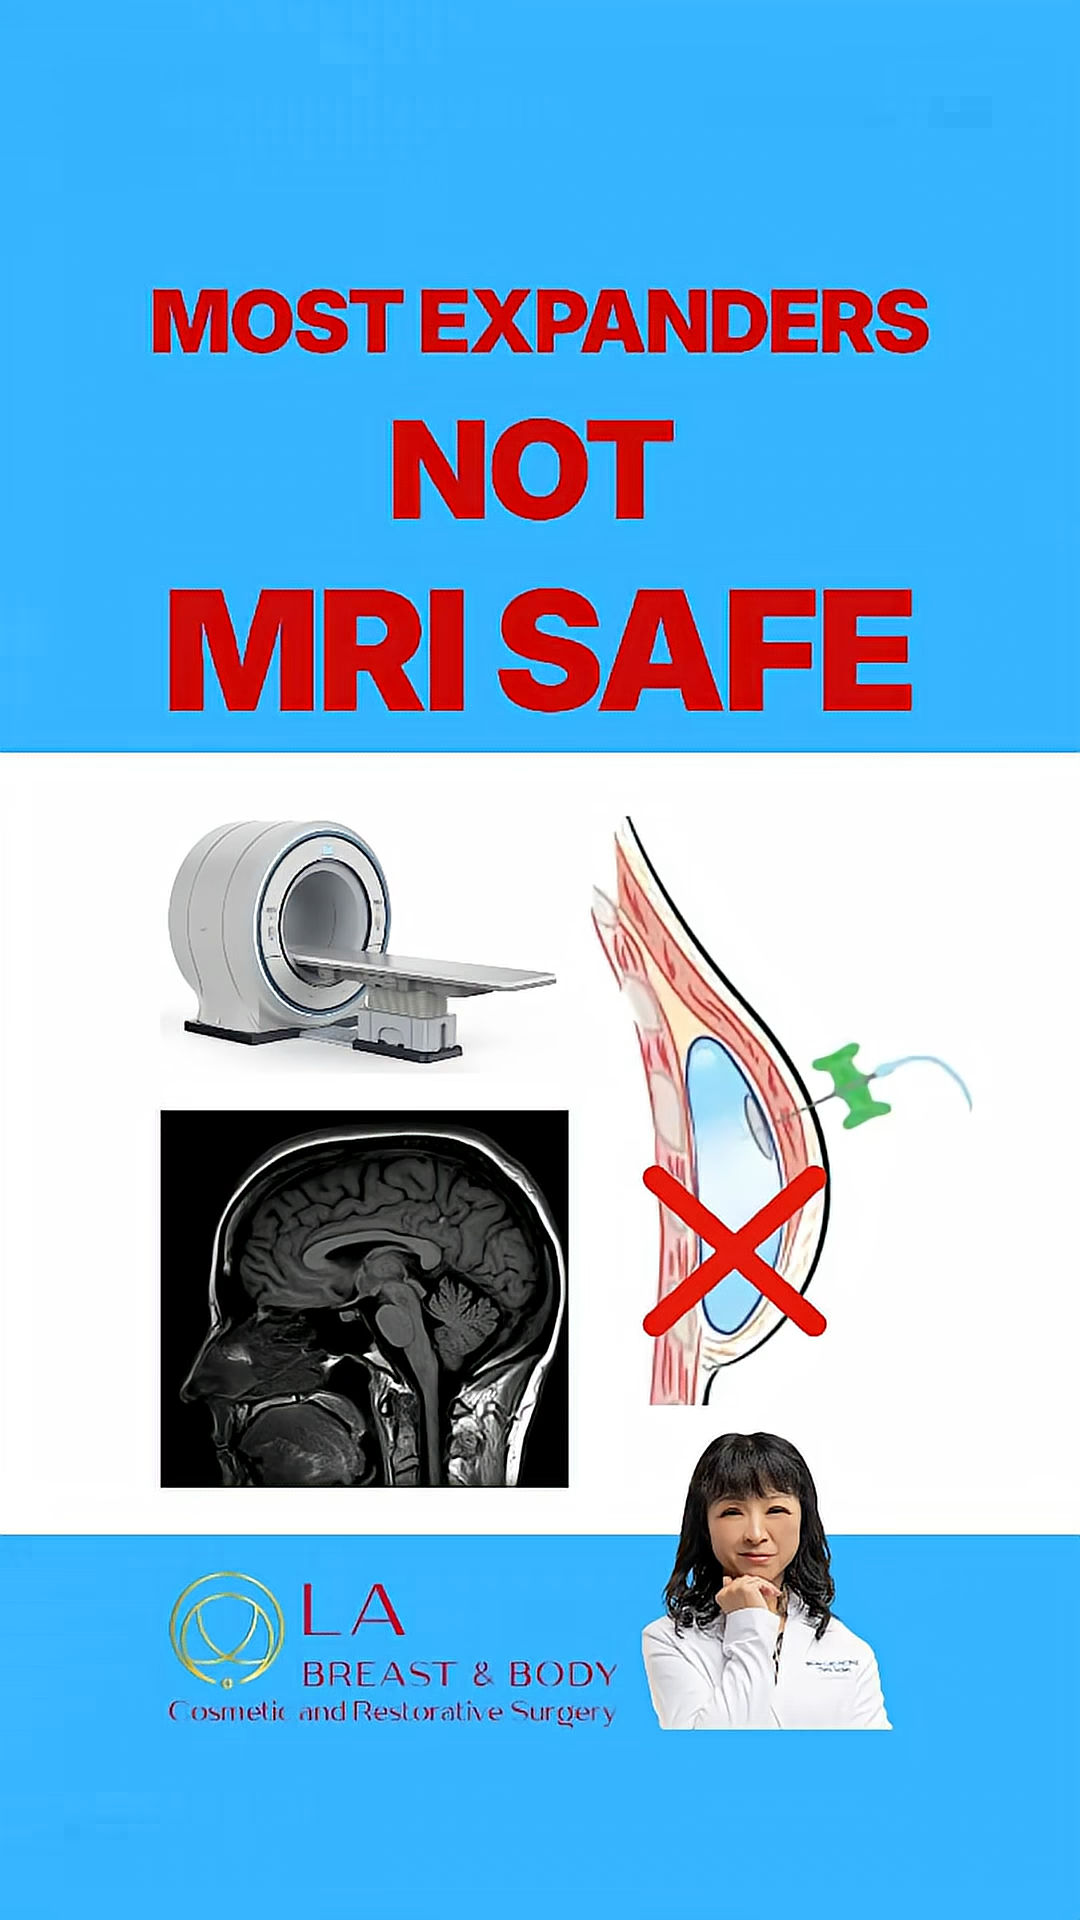 MOST EXPANDERS
NOT
MRI SAFE
LA
BREAST & BODY
Cosmetic and Restorative Surgery